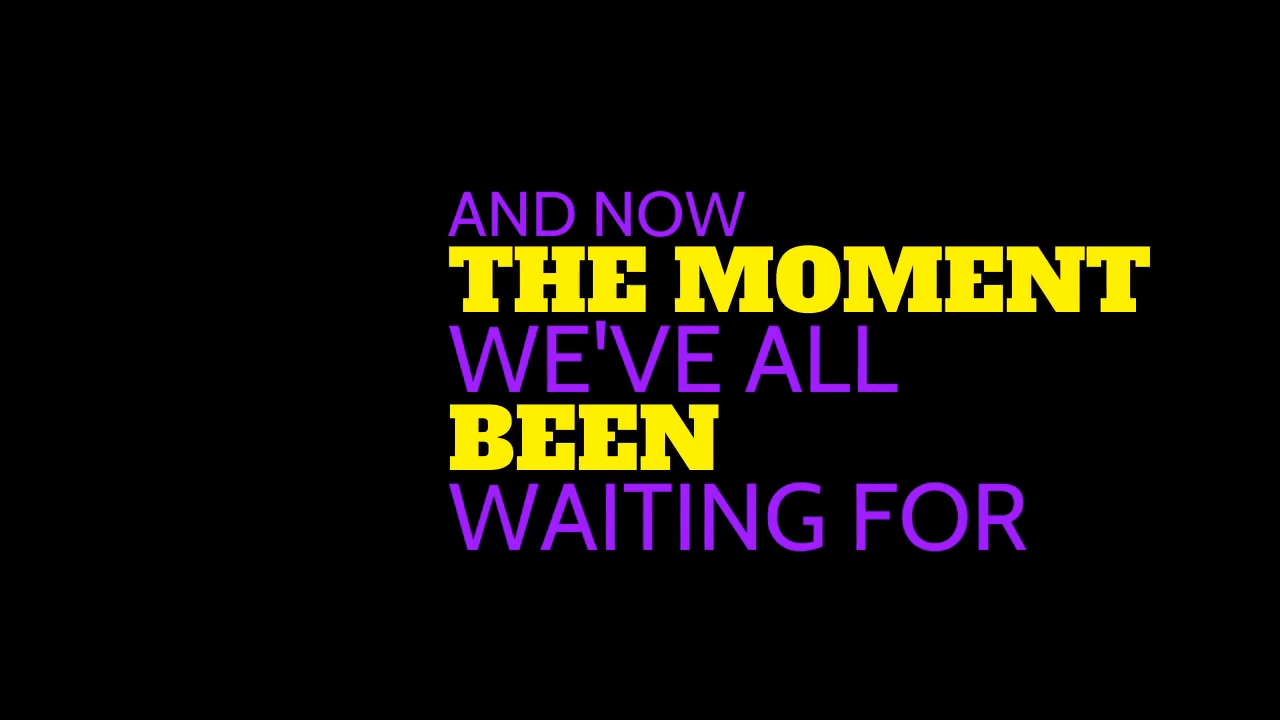 AND NOW
THE MOMENT
WE'VE ALL
BEEN
WAITING FOR